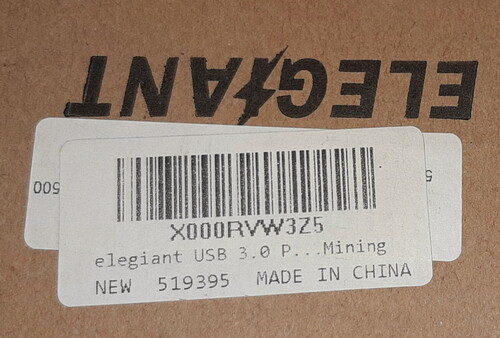 ELEGIANT
X000RVW3Z5
elegiant USB 3.0 P...Mining
NEW 519395 MADE IN CHINA